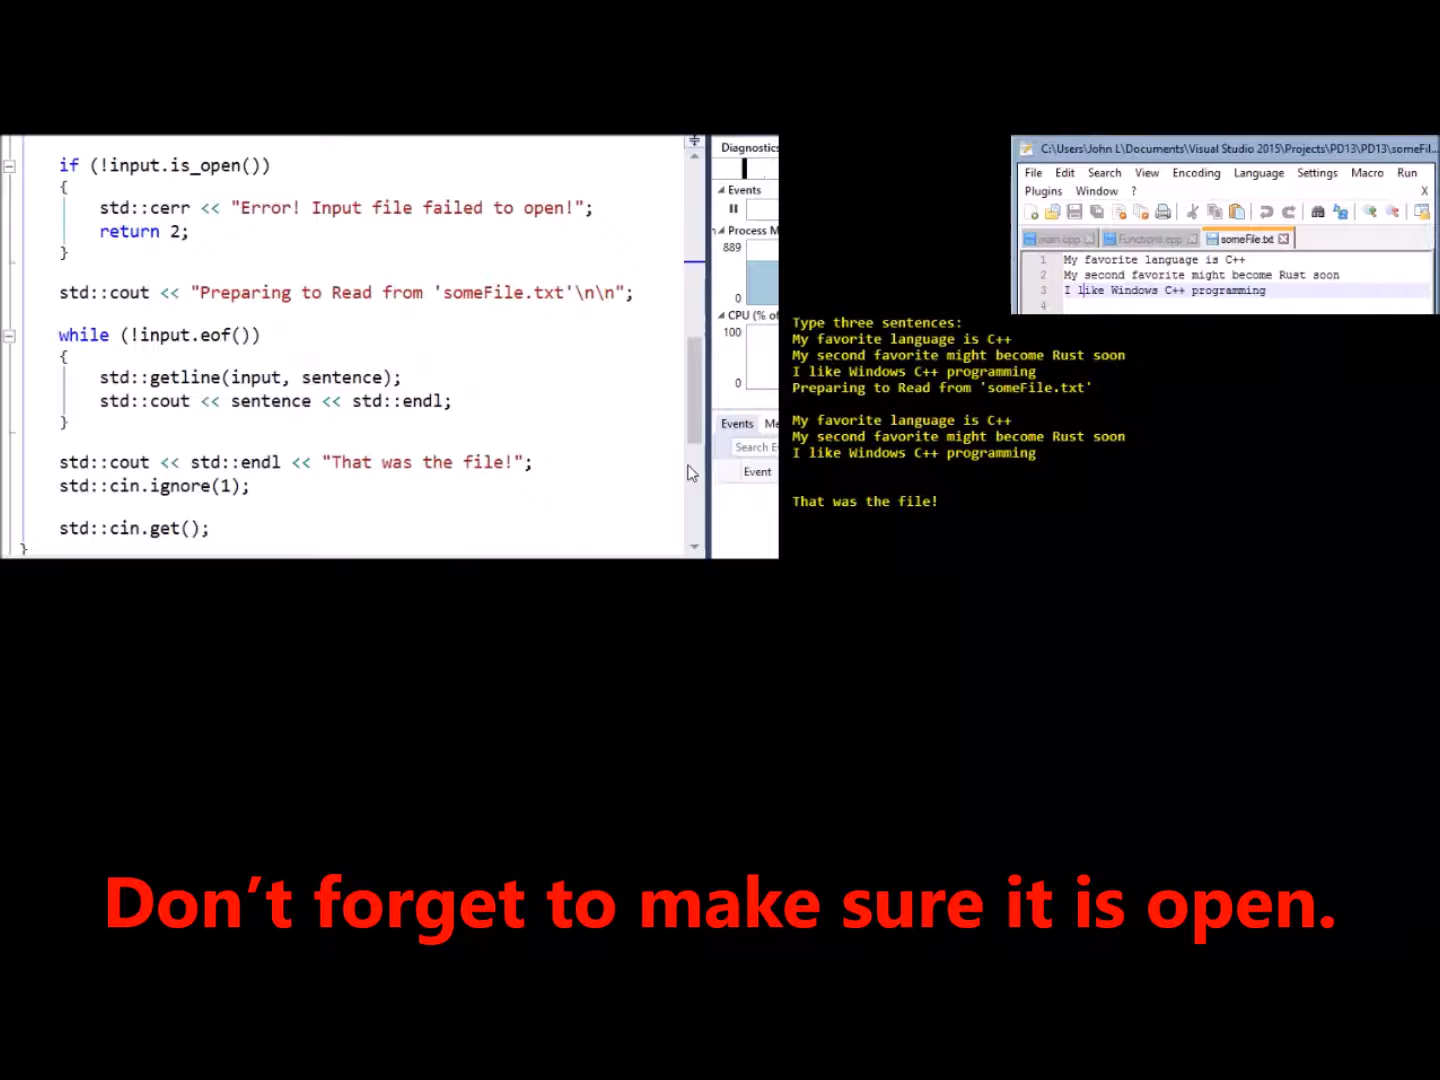 if (!input.is_open())
{
std::cerr << "Error! Input file failed to open!";
return 2;
}
std::cout << "Preparing to Read from 'someFile.txt'\n\n";
while (!input.eof())
{
std::getline(input, sentence);
std::cout << sentence << std::endl;
}
std::cout << std::endl << "That was the file!";
std::cin.ignore(1);
std::cin.get();
}
Diagnostics
Events
Process M
889
0
CPU (% of
100
0
Events Me
Search E
Event
C:\Users\John L\Documents\Visual Studio 2015\Projects\PD13\PD13\someFil...
File Edit Search View Encoding Language Settings Macro Run
Plugins Window ? X
main.cpp Functions.cpp someFile.txt
1 My favorite language is C++
2 My second favorite might become Rust soon
3 I like Windows C++ programming
4
Type three sentences:
My favorite language is C++
My second favorite might become Rust soon
I like Windows C++ programming
Preparing to Read from 'someFile.txt'
My favorite language is C++
My second favorite might become Rust soon
I like Windows C++ programming
That was the file!
Don't forget to make sure it is open.